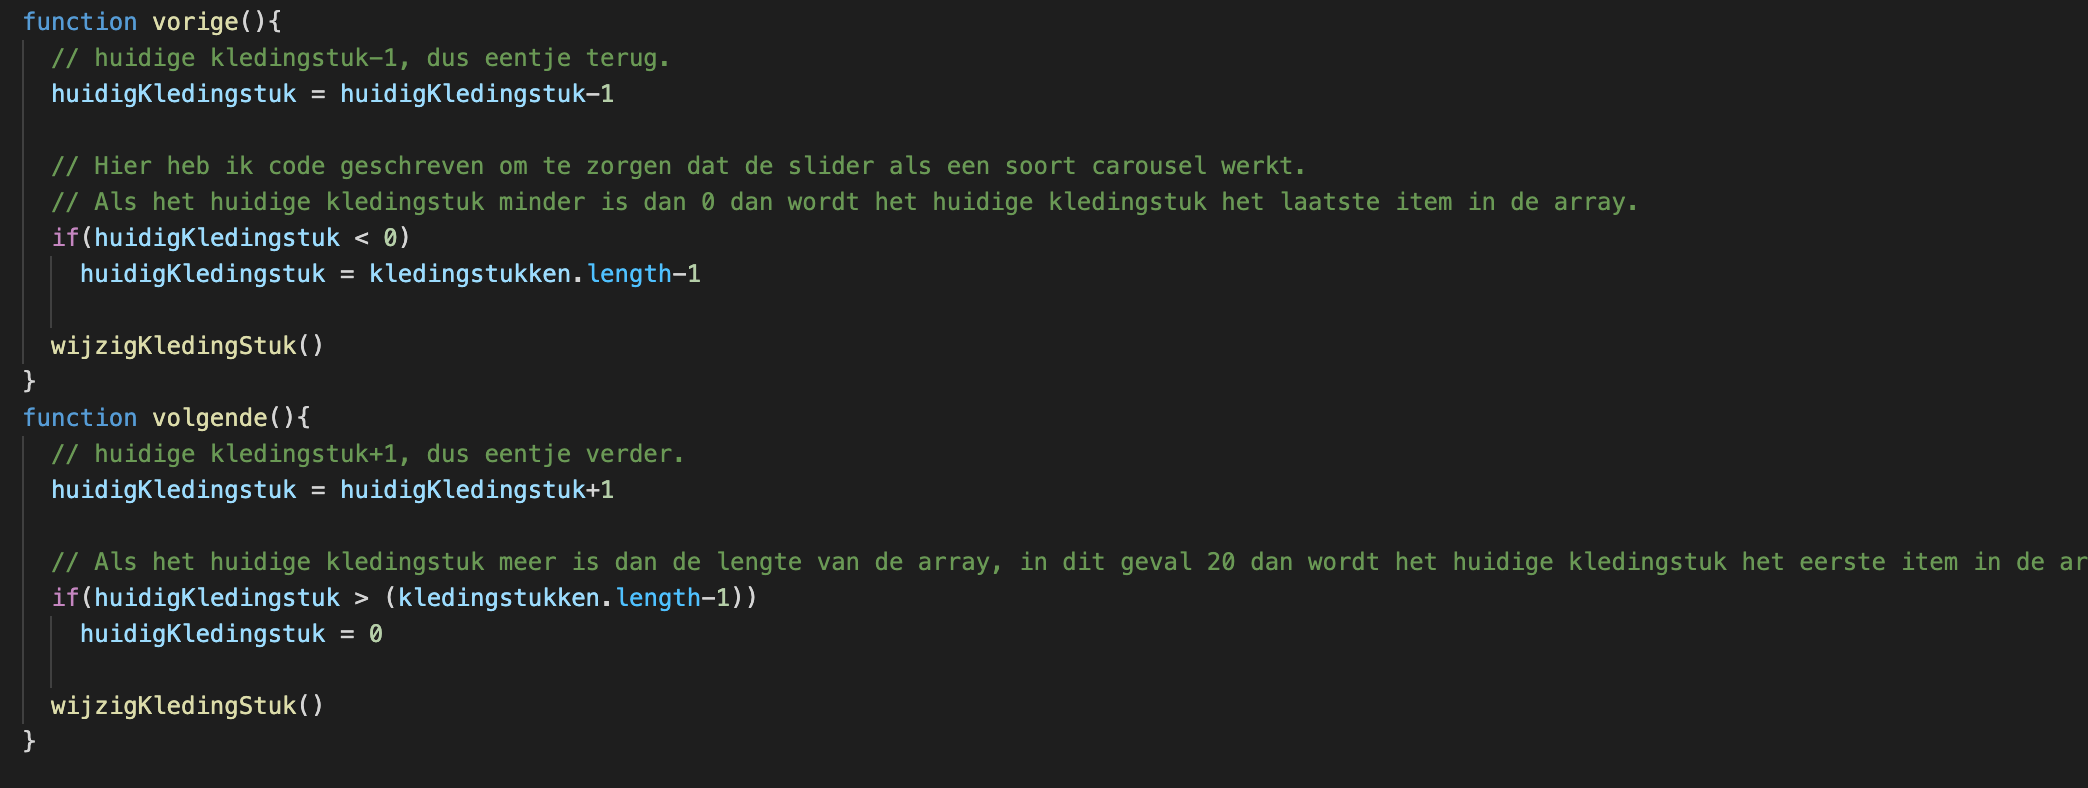 function vorige(){
// huidige kledingstuk-1, dus eentje terug.
huidigKledingstuk = huidigKledingstuk-1
// Hier heb ik code geschreven om te zorgen dat de slider als een soort carousel werkt.
// Als het huidige kledingstuk minder is dan 0 dan wordt het huidige kledingstuk het laatste item in de array.
if(huidigKledingstuk < 0)
huidigKledingstuk = kledingstukken.length-1
wijzigKledingStuk()
}
function volgende(){
// huidige kledingstuk+1, dus eentje verder.
huidigKledingstuk = huidigKledingstuk+1
// Als het huidige kledingstuk meer is dan de lengte van de array, in dit geval 20 dan wordt het huidige kledingstuk het eerste item in de ar
if(huidigKledingstuk > (kledingstukken.length-1))
huidigKledingstuk = 0
wijzigKledingStuk()
}